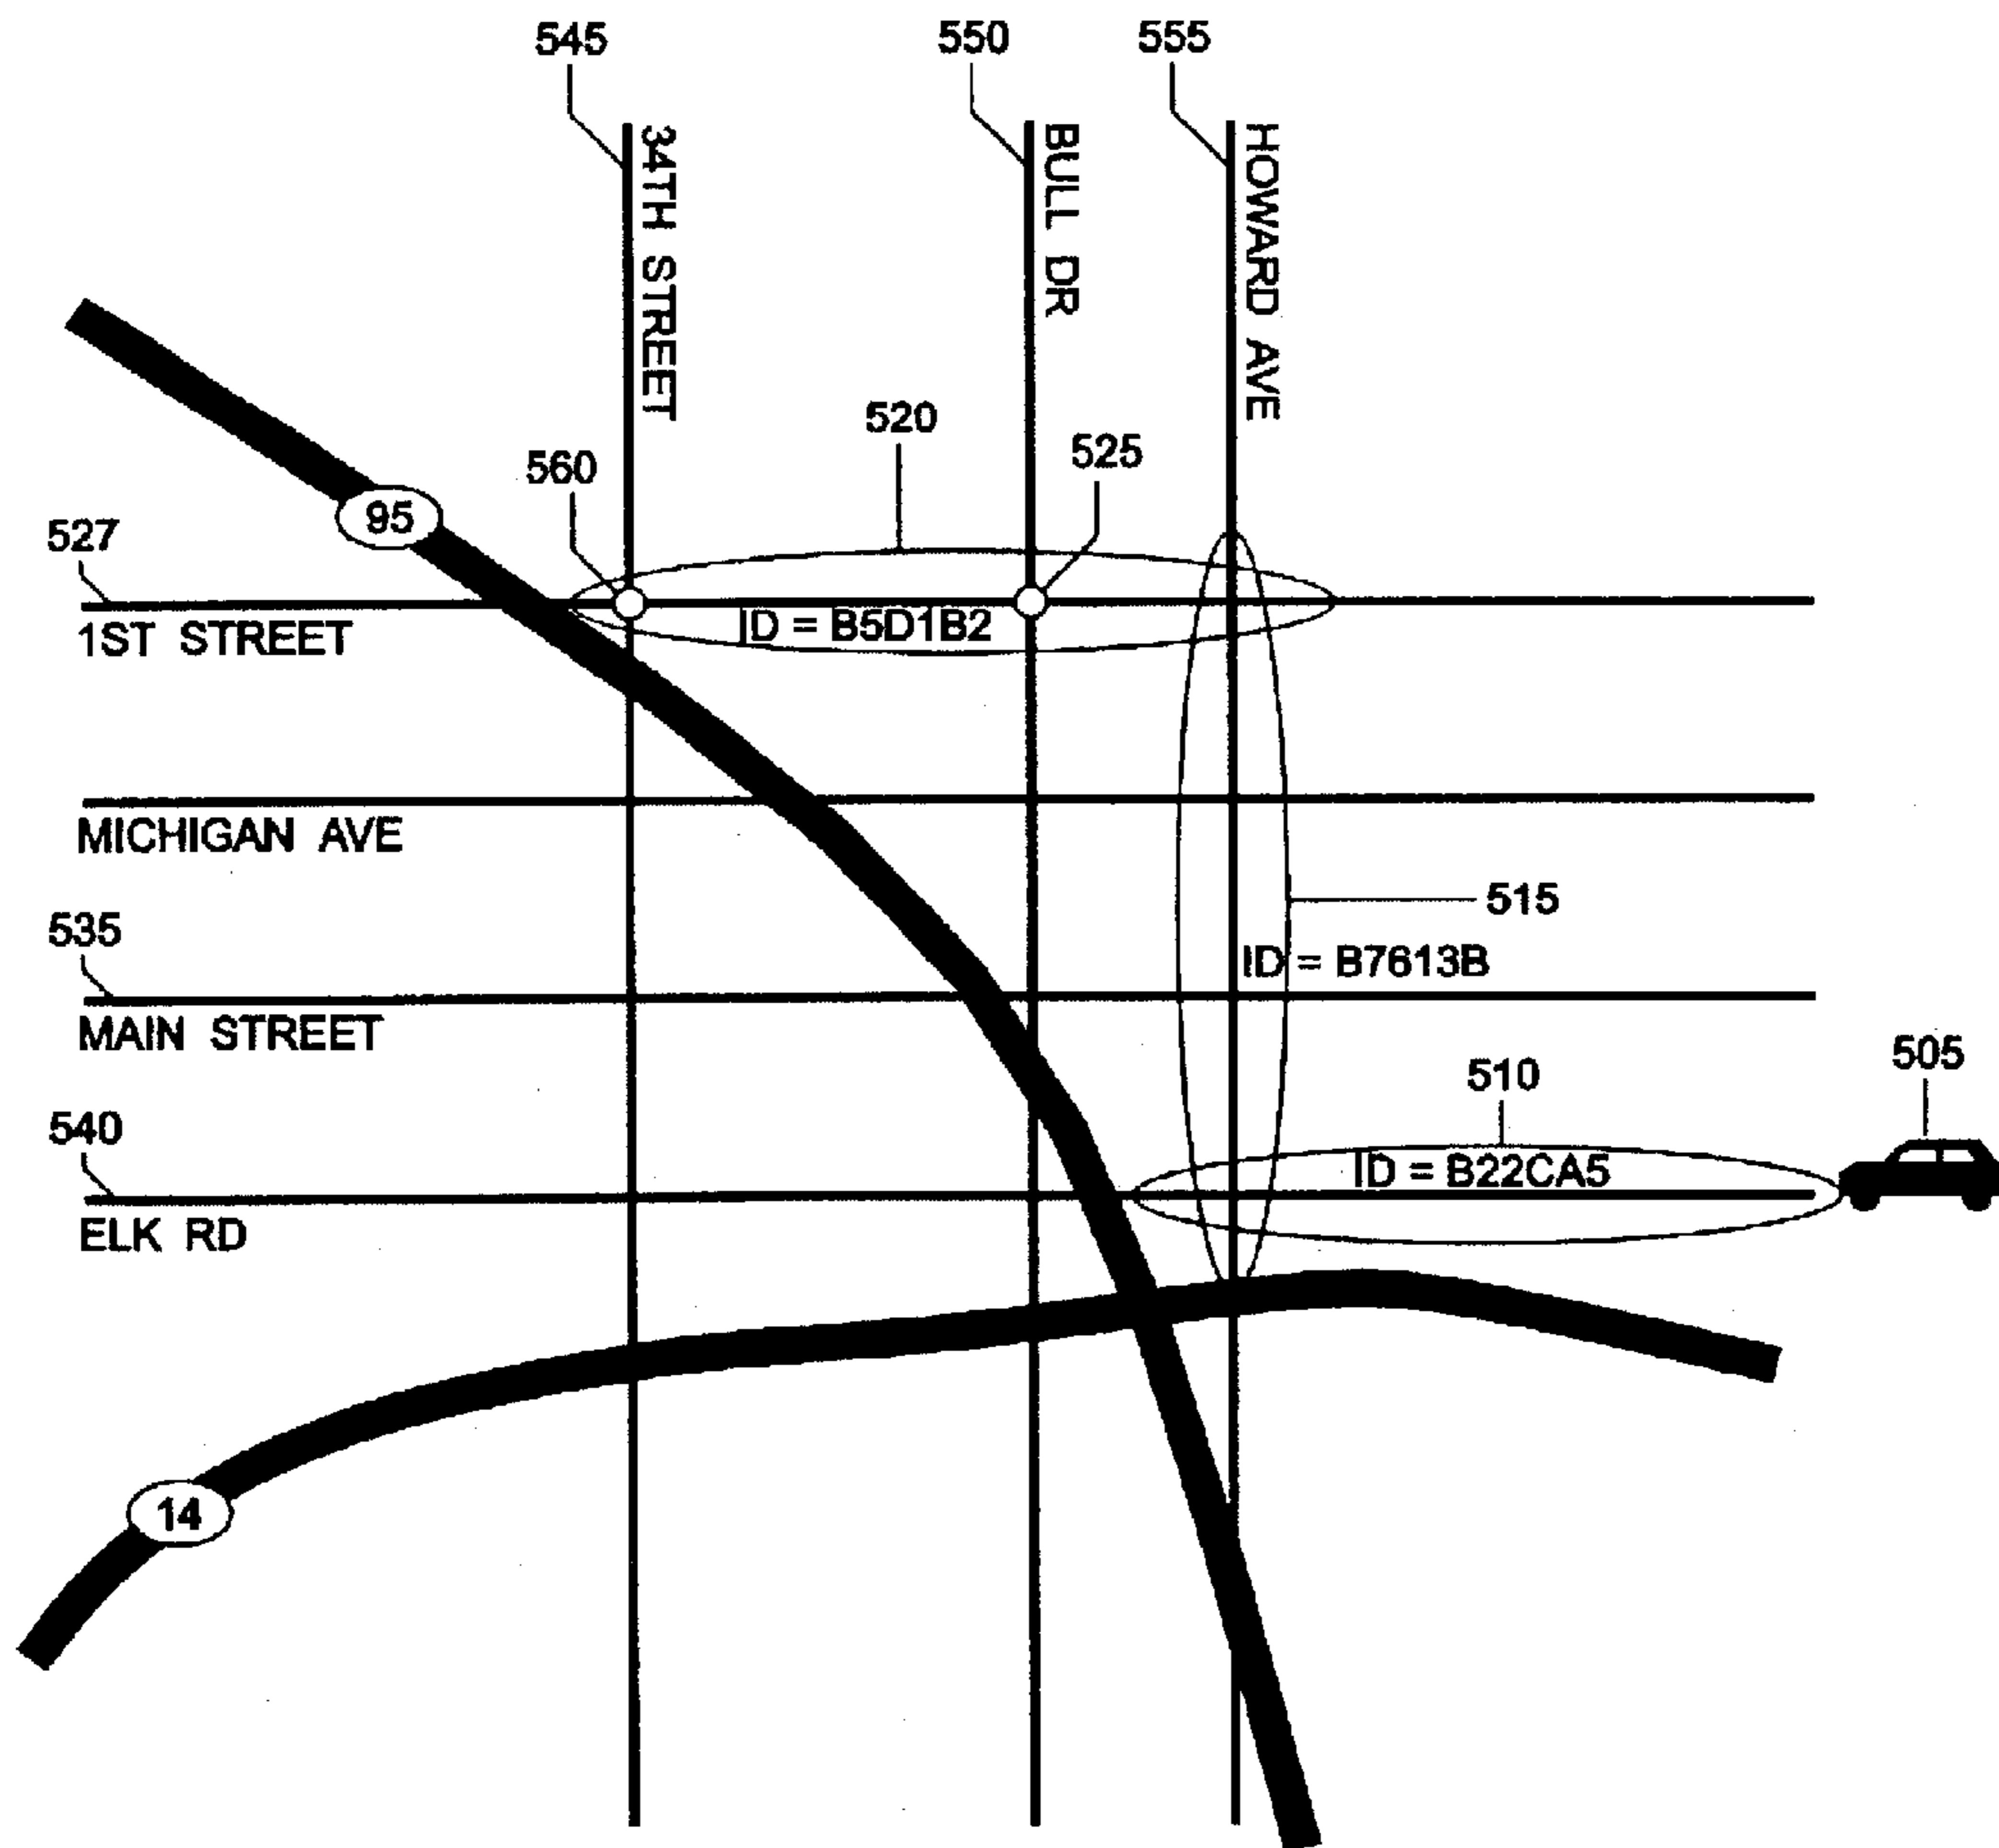 545
550
555
34TH STREET
BULL DR
HOWARD AVE
520
525
560
95
527
ID = B5D1B2
1ST STREET
MICHIGAN AVE
515
535
ID = B7613B
MAIN STREET
505
510
540
ID = B22CA5
ELK RD
14